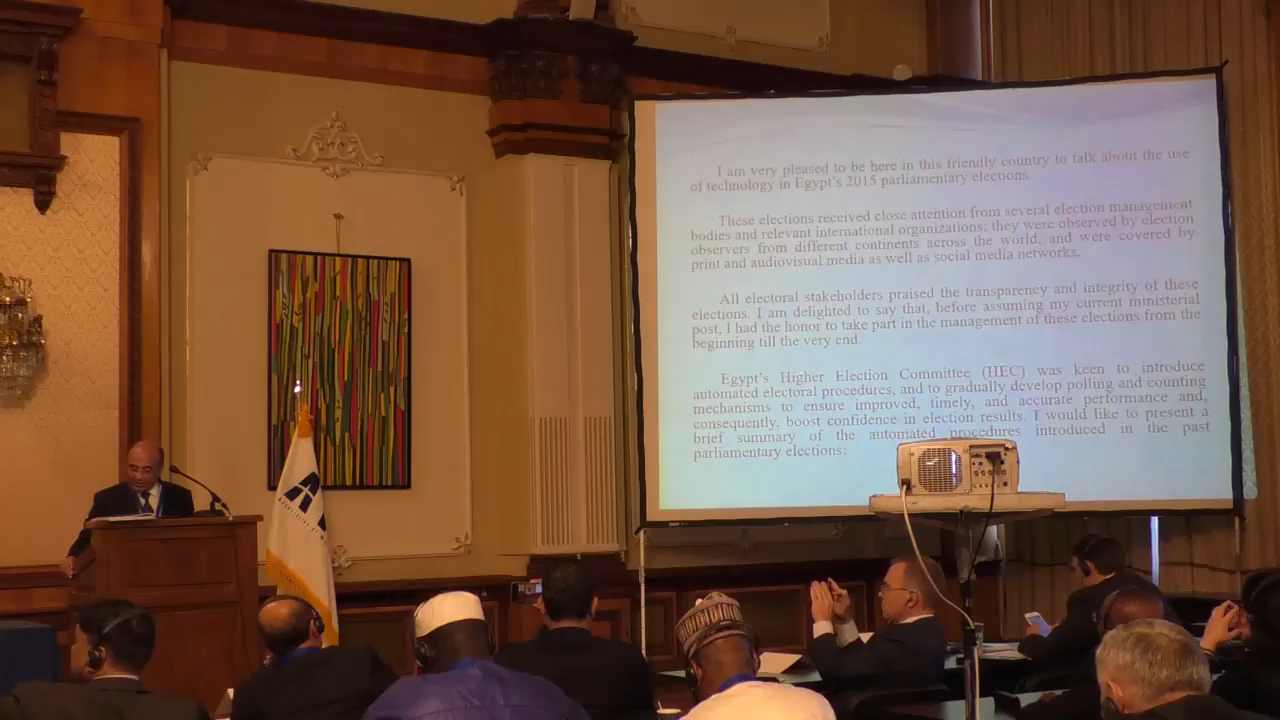 I am very pleased to be here in this friendly country to talk about the use
of technology in Egypt's 2015 parliamentary elections.
These elections received close attention from several election management
bodies and relevant international organizations; they were observed by election
observers from different continents across the world, and were covered by
print and audiovisual media as well as social media networks.
All electoral stakeholders praised the transparency and integrity of these
elections. I am delighted to say that, before assuming my current ministerial
post, I had the honor to take part in the management of these elections from the
beginning till the very end.
Egypt's Higher Election Committee (HEC) was keen to introduce
automated electoral procedures, and to gradually develop polling and counting
mechanisms to ensure improved, timely, and accurate performance and,
consequently, boost confidence in election results. I would like to present a
brief summary of the automated procedures introduced in the past
parliamentary elections: